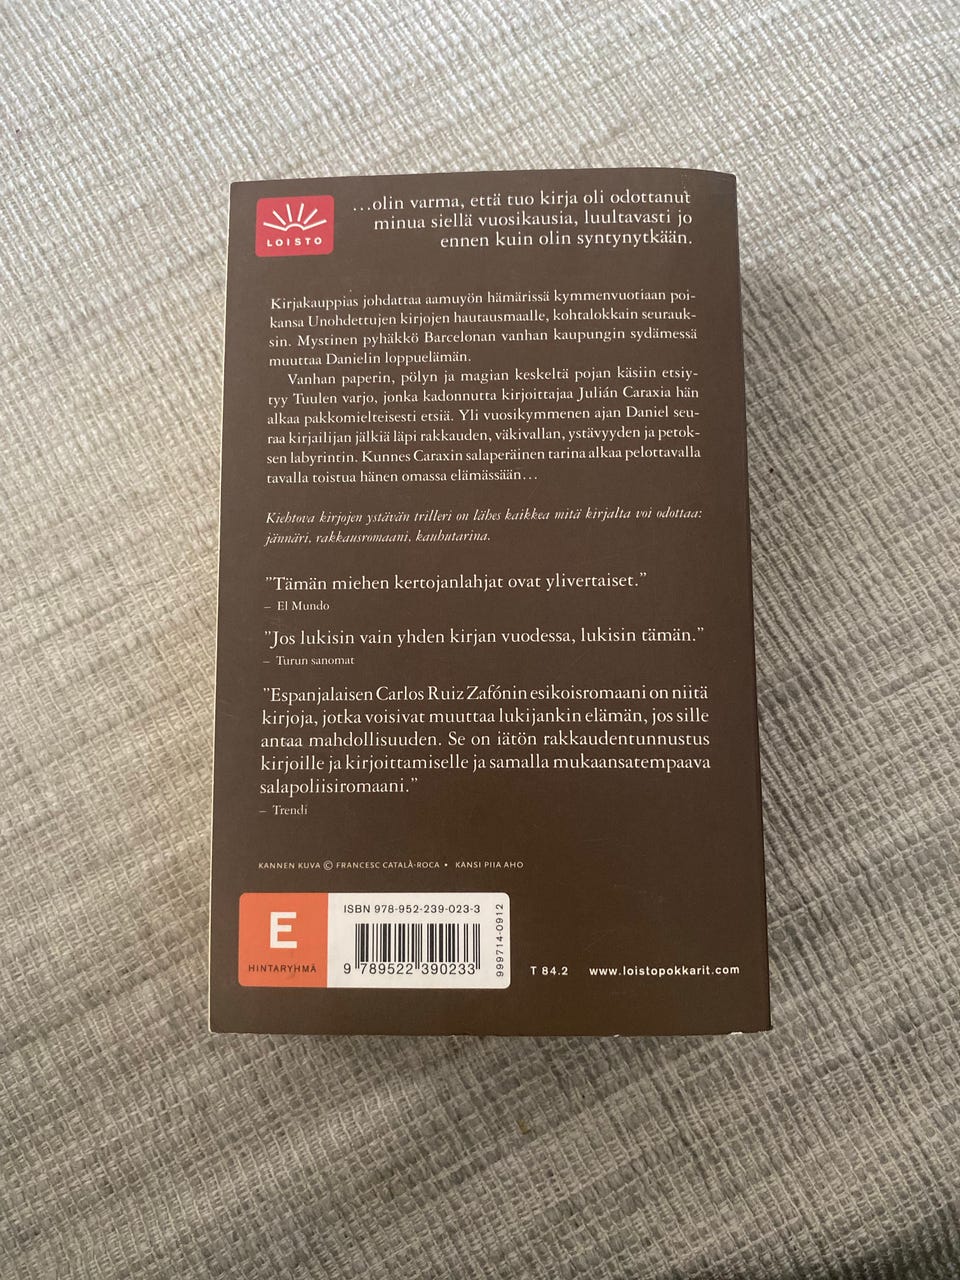 LOISTO
...olin varma, että tuo kirja oli odottanut
minua siellä vuosikausia, luultavasti jo
ennen kuin olin syntynytkään.
Kirjakauppias johdattaa aamuyön hämärissä kymmenvuotiaan poi-
kansa Unohdettujen kirjojen hautausmaalle, kohtalokkain seurauk-
sin. Mystinen pyhäkkö Barcelonan vanhan kaupungin sydämessä
muuttaa Danielin loppuelämän.
Vanhan paperin, pölyn ja magian keskeltä pojan käsiin etsiy-
tyy Tuulen varjo, jonka kadonnutta kirjoittajaa Julián Caraxia hän
alkaa pakkomielteisesti etsiä. Yli vuosikymmenen ajan Daniel seu-
raa kirjailijan jälkiä läpi rakkauden, väkivallan, ystävyyden ja petok-
sen labyrintin. Kunnes Caraxin salaperäinen tarina alkaa pelottavalla
tavalla toistua hänen omassa elämässään...
Kiehtova kirjojen ystävän trilleri on lähes kaikkea mitä kirjalta voi odottaa:
jännäri, rakkausromaani, kauhutarina.
”Tämän miehen kertojanlahjat ovat ylivertaiset.”
– El Mundo
”Jos lukisin vain yhden kirjan vuodessa, lukisin tämän.”
– Turun sanomat
”Espanjalaisen Carlos Ruiz Zafónin esikoisromaani on niitä
kirjoja, jotka voisivat muuttaa lukijankin elämän, jos sille
antaa mahdollisuuden. Se on iätön rakkaudentunnustus
kirjoille ja kirjoittamiselle ja samalla mukaansatempaava
salapoliisiromaani.”
– Trendi
KANNEN KUVA © FRANCESC CATALÀ-ROCA • KANSI PIIA AHO
E
HINTARYHMÄ
ISBN 978-952-239-023-3
9 789522 390233
999714-0912
T 84.2 www.loistopokkarit.com